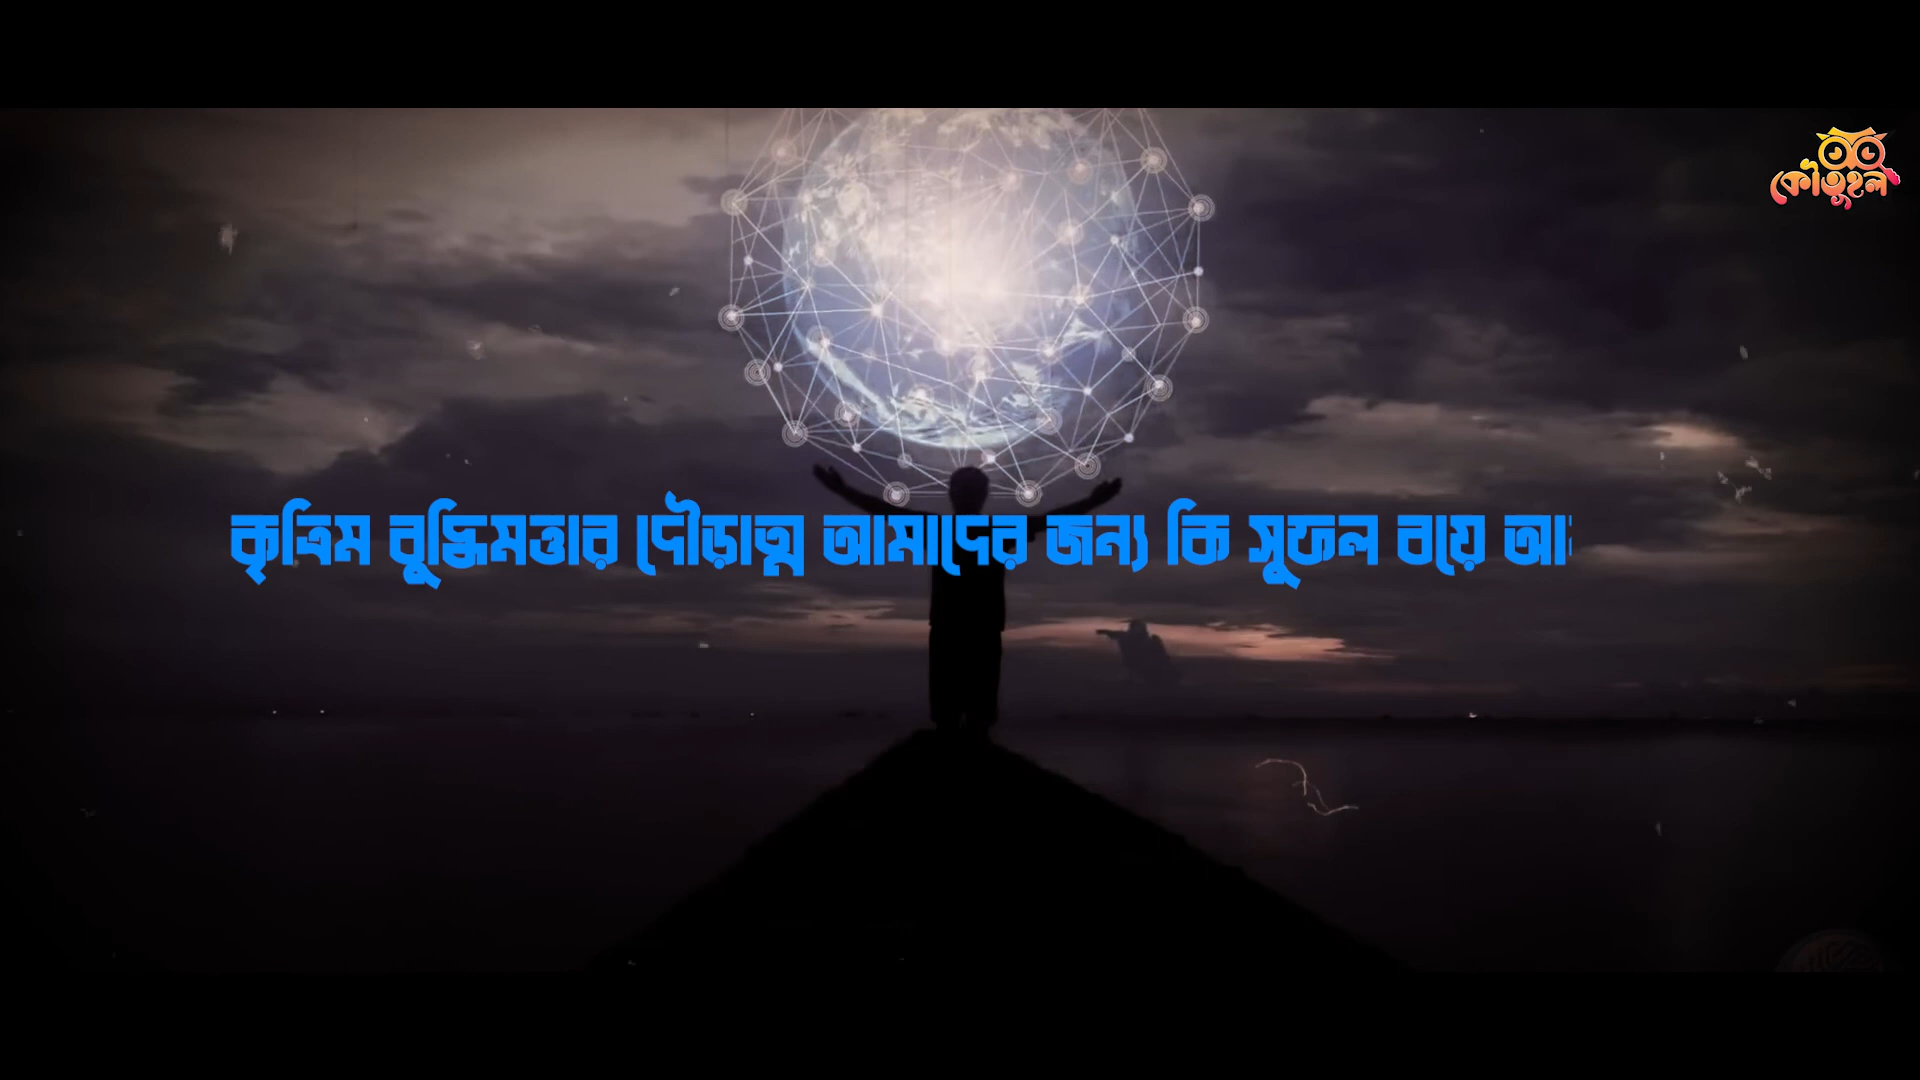 কৌতূহল
কৃত্রিম বুদ্ধিমত্তার দৌড়াত্ম আমাদের জন্য কি সুফল বয়ে